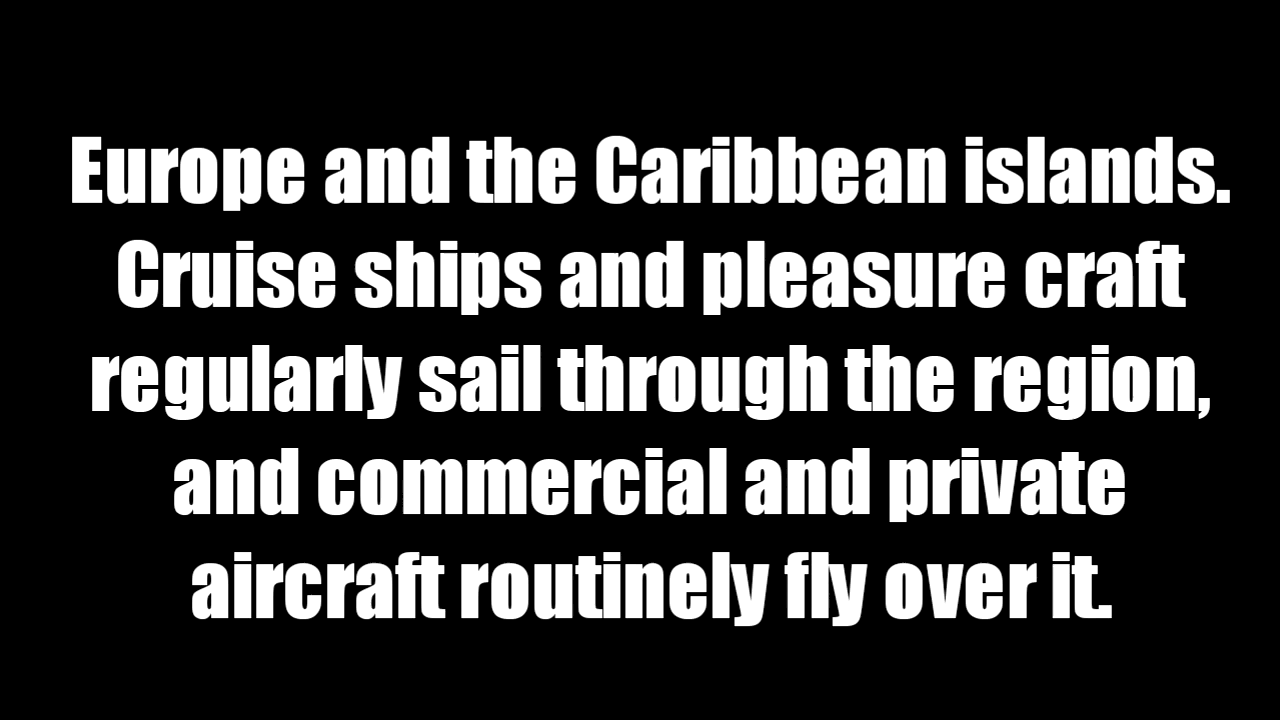 Europe and the Caribbean islands.
Cruise ships and pleasure craft
regularly sail through the region,
and commercial and private
aircraft routinely fly over it.